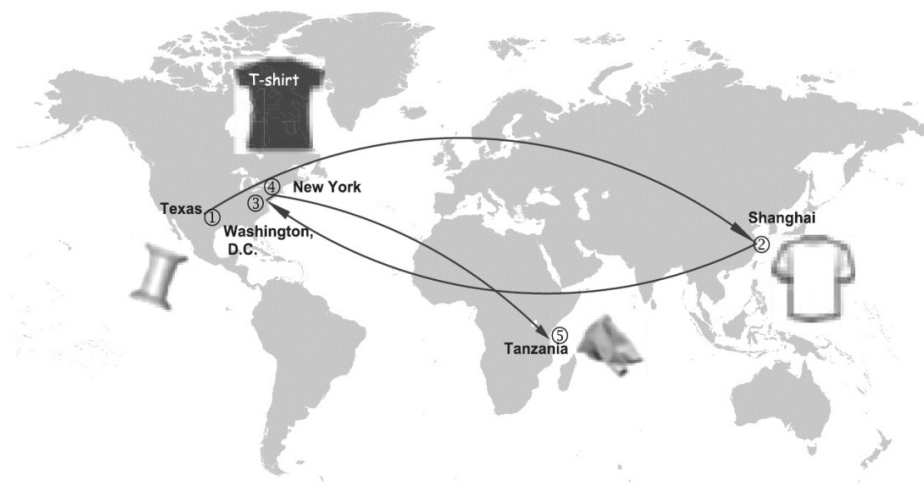 T-shirt
④ New York
③
Texas ①
Washington,
D.C.
Shanghai
②
⑤
Tanzania